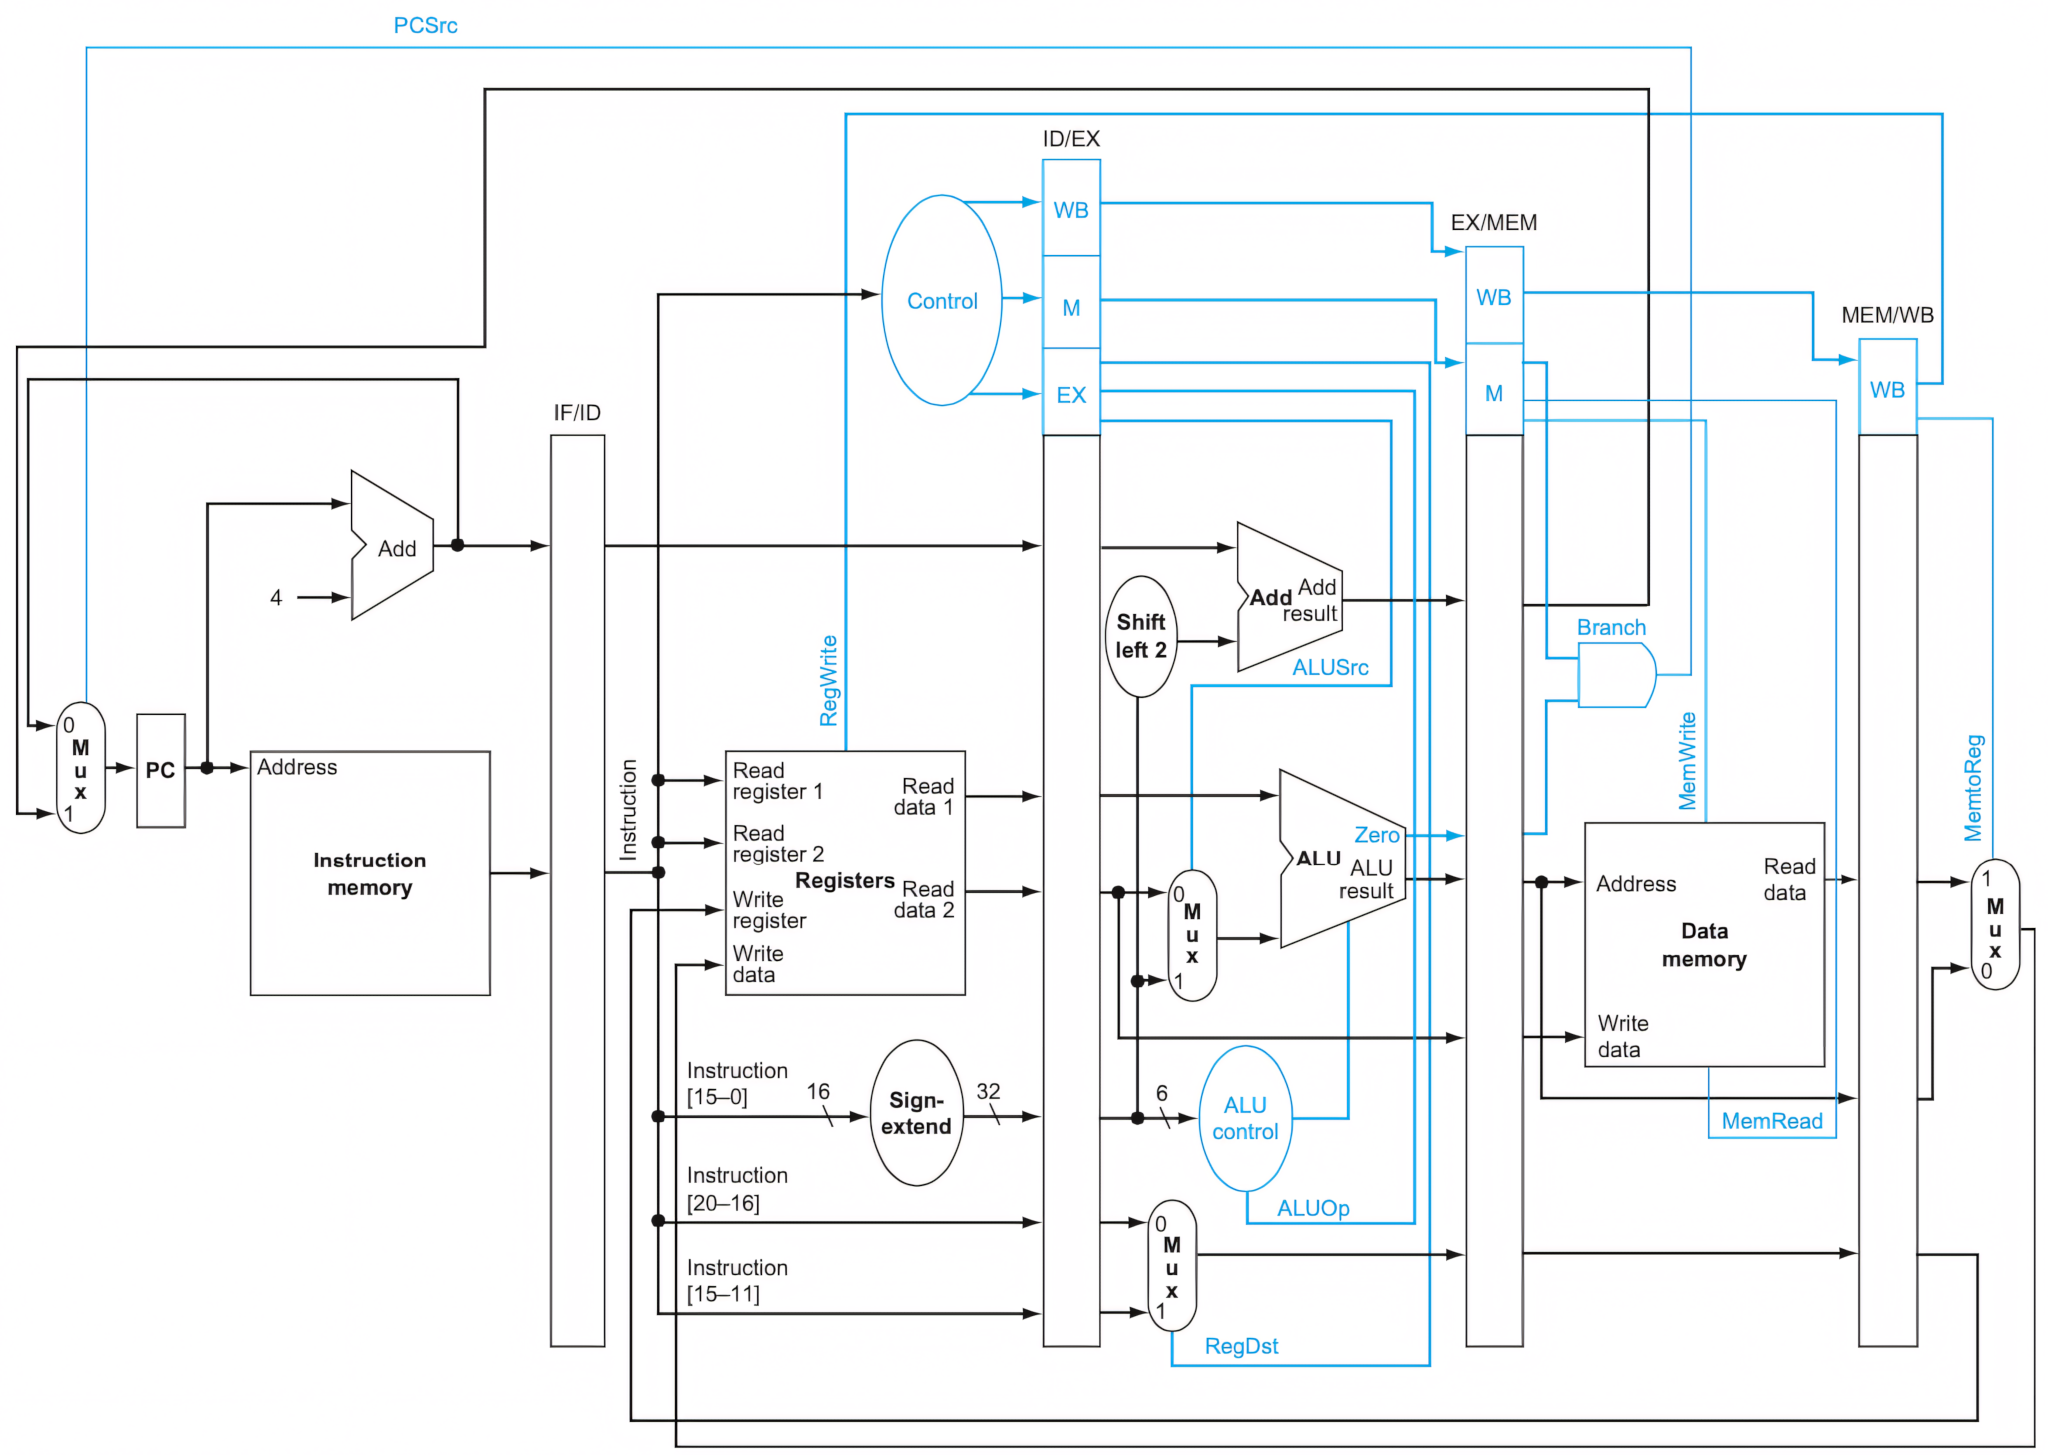 PCSrc
ID/EX
WB
EX/MEM
Control
M
WB
MEM/WB
EX
M
WB
IF/ID
Add
4
Add
Add
result
Shift
left 2
Branch
ALUSrc
RegWrite
MemWrite
MemtoReg
0
M
u
x
1
PC
Address
Instruction
memory
Instruction
Read
register 1
Read
data 1
Read
register 2
Registers
Read
data 2
Write
register
Write
data
Zero
ALU
ALU
result
0
M
u
x
1
Address
Read
data
Data
memory
Write
data
1
M
u
x
0
Instruction
[15–0]
16
Sign-
extend
32
6
ALU
control
MemRead
Instruction
[20–16]
ALUOp
0
M
u
x
1
Instruction
[15–11]
RegDst